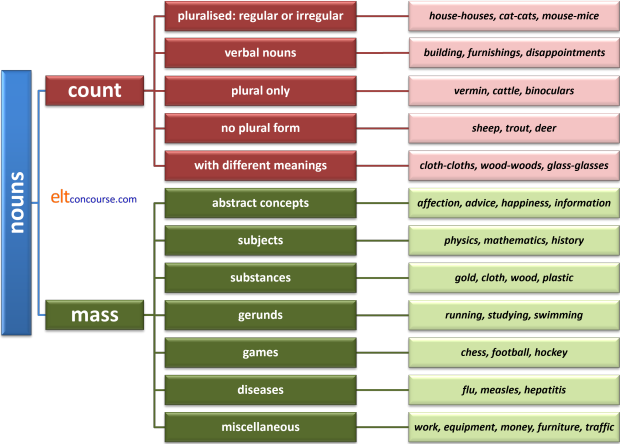 nouns
count
pluralised: regular or irregular
house-houses, cat-cats, mouse-mice
verbal nouns
building, furnishings, disappointments
plural only
vermin, cattle, binoculars
no plural form
sheep, trout, deer
with different meanings
cloth-cloths, wood-woods, glass-glasses
eltconcourse.com
mass
abstract concepts
affection, advice, happiness, information
subjects
physics, mathematics, history
substances
gold, cloth, wood, plastic
gerunds
running, studying, swimming
games
chess, football, hockey
diseases
flu, measles, hepatitis
miscellaneous
work, equipment, money, furniture, traffic